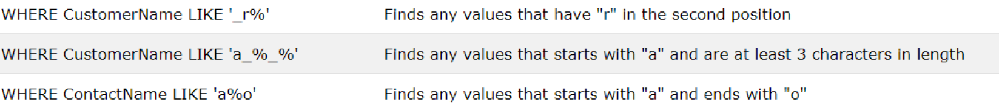 WHERE CustomerName LIKE '_r%' Finds any values that have "r" in the second position
WHERE CustomerName LIKE 'a_%_%' Finds any values that starts with "a" and are at least 3 characters in length
WHERE ContactName LIKE 'a%o' Finds any values that starts with "a" and ends with "o"